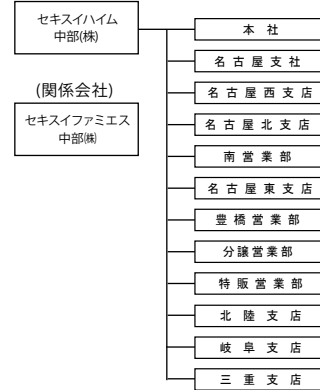 セキスイハイム
中部(株)
(関係会社)
セキスイファミエス
中部㈱
本社
名古屋支社
名古屋西支店
名古屋北支店
南営業部
名古屋東支店
豊橋営業部
分譲営業部
特販営業部
北陸支店
岐阜支店
三重支店